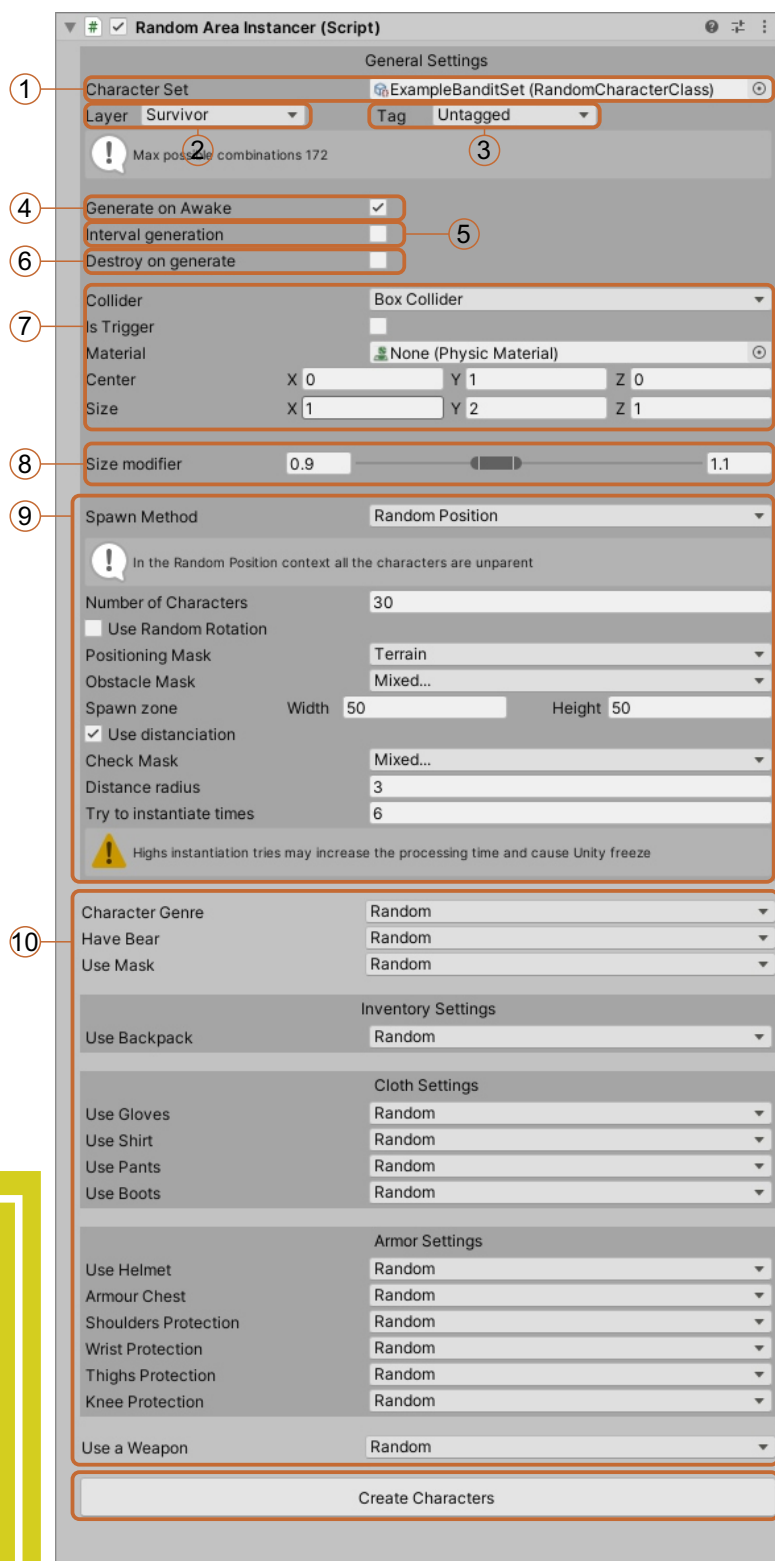 # Random Area Instancer (Script)
General Settings
1 Character Set ExampleBanditSet (RandomCharacterClass)
Layer Survivor Tag Untagged
2 3
Max possible combinations 172
4 Generate on Awake
Interval generation 5
6 Destroy on generate
Collider Box Collider
7 Is Trigger
Material None (Physic Material)
Center X 0 Y 1 Z 0
Size X 1 Y 2 Z 1
8 Size modifier 0.9 1.1
9 Spawn Method Random Position
In the Random Position context all the characters are unparent
Number of Characters 30
Use Random Rotation
Positioning Mask Terrain
Obstacle Mask Mixed...
Spawn zone Width 50 Height 50
Use distanciation
Check Mask Mixed...
Distance radius 3
Try to instantiate times 6
Highs instantiation tries may increase the processing time and cause Unity freeze
Character Genre Random
10 Have Bear Random
Use Mask Random
Inventory Settings
Use Backpack Random
Cloth Settings
Use Gloves Random
Use Shirt Random
Use Pants Random
Use Boots Random
Armor Settings
Use Helmet Random
Armour Chest Random
Shoulders Protection Random
Wrist Protection Random
Thighs Protection Random
Knee Protection Random
Use a Weapon Random
Create Characters